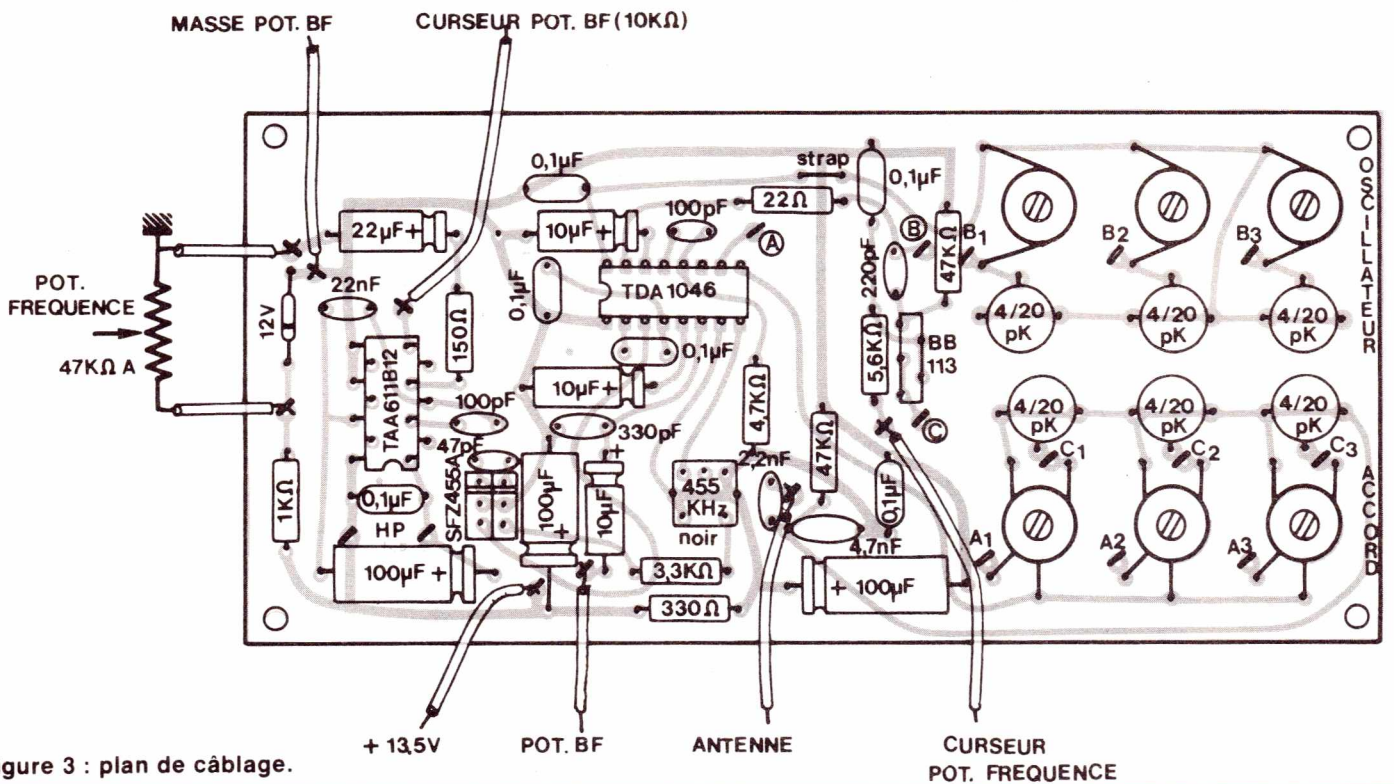 MASSE POT. BF
CURSEUR POT. BF (10KΩ)
0,1µF
strap
0,1µF
OSCILLATEUR
22Ω
100pF
22µF+
10µF+
A
B
B1
B2
B3
47KΩ
220pF
POT.
FREQUENCE
47KΩ A
22nF
12V
0,1µF
TDA 1046
150Ω
4/20
pK
4/20
pK
4/20
pK
5,6KΩ
BB
113
0,1µF
TAA611B12
10µF+
4,7KΩ
100pF
330pF
47pF
C
4/20
pK
4/20
pK
4/20
pK
C1
C2
C3
1KΩ
0,1µF
HP
SFZ455A
100µF
+
+
10µF
455
KHz
noir
2,2nF
47KΩ
0,1µF
4,7nF
ACCORD
A1
A2
A3
100µF+
3,3KΩ
330Ω
+ 100µF
+ 13,5V
POT. BF
ANTENNE
CURSEUR
POT. FREQUENCE
gure 3 : plan de câblage.